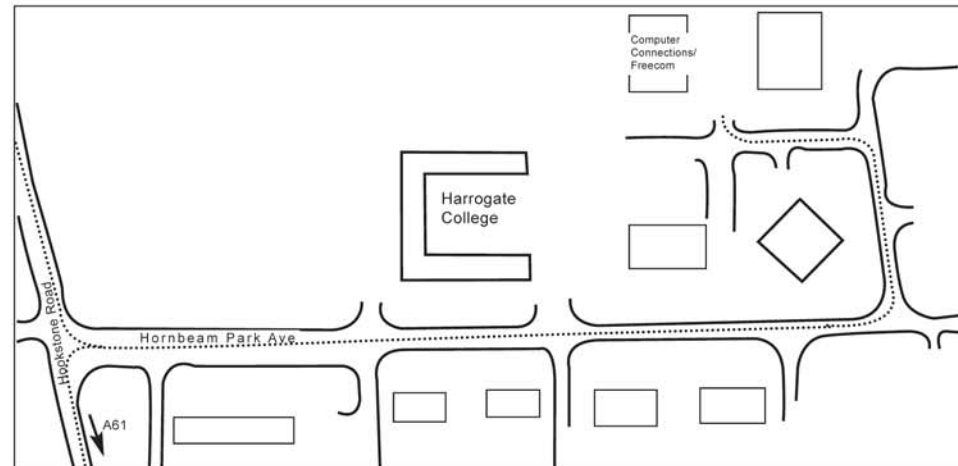 Computer
Connections/
Freecom
Harrogate
College
Hornbeam Park Ave
Hookstone Road
A61